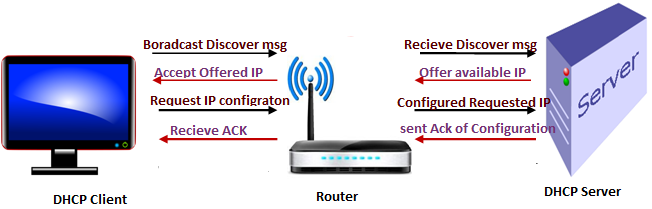 Boradcast Discover msg
Recieve Discover msg
Accept Offered IP
Offer available IP
Request IP configraton
Configured Requested IP
Recieve ACK
sent Ack of Configuration
Server
DHCP Client
Router
DHCP Server